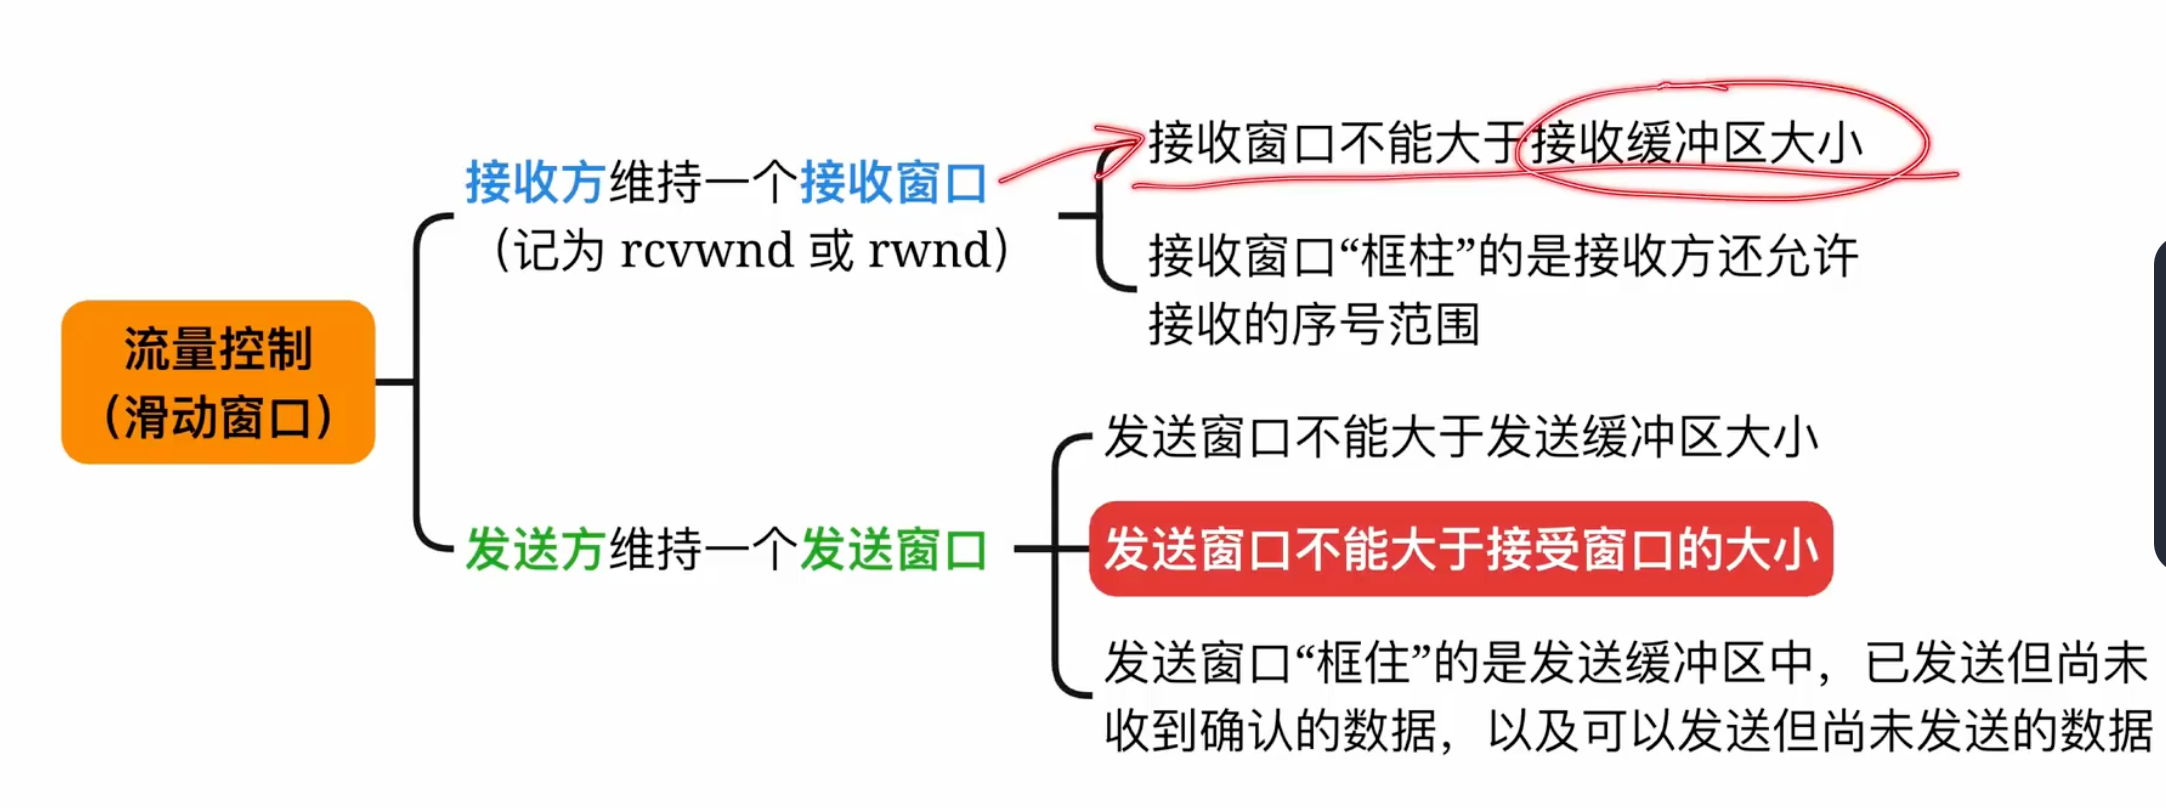 流量控制
（滑动窗口）
接收方维持一个接收窗口
（记为 rcvwnd 或 rwnd）
接收窗口不能大于接收缓冲区大小
接收窗口“框柱”的是接收方还允许
接收的序号范围
发送方维持一个发送窗口
发送窗口不能大于发送缓冲区大小
发送窗口不能大于接受窗口的大小
发送窗口“框住”的是发送缓冲区中，已发送但尚未
收到确认的数据，以及可以发送但尚未发送的数据